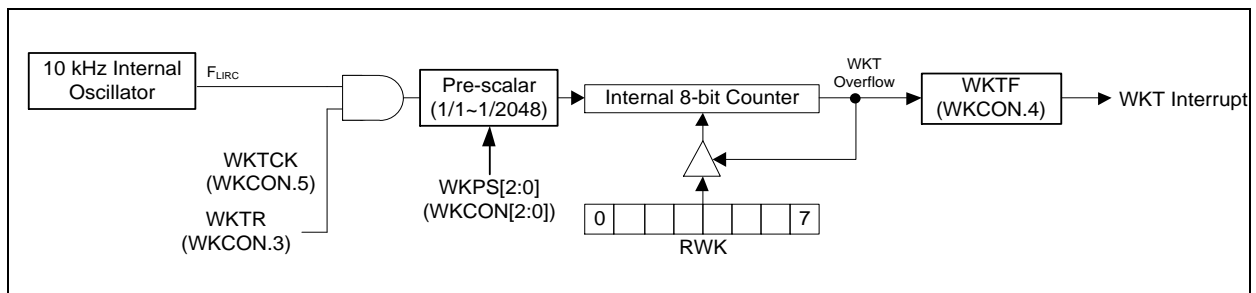 10 kHz Internal
Oscillator
FLIRC
WKTCK
(WKCON.5)
WKTR
(WKCON.3)
Pre-scalar
(1/1~1/2048)
WKPS[2:0]
(WKCON[2:0])
Internal 8-bit Counter
0 7
RWK
WKT
Overflow
WKTF
(WKCON.4)
WKT Interrupt